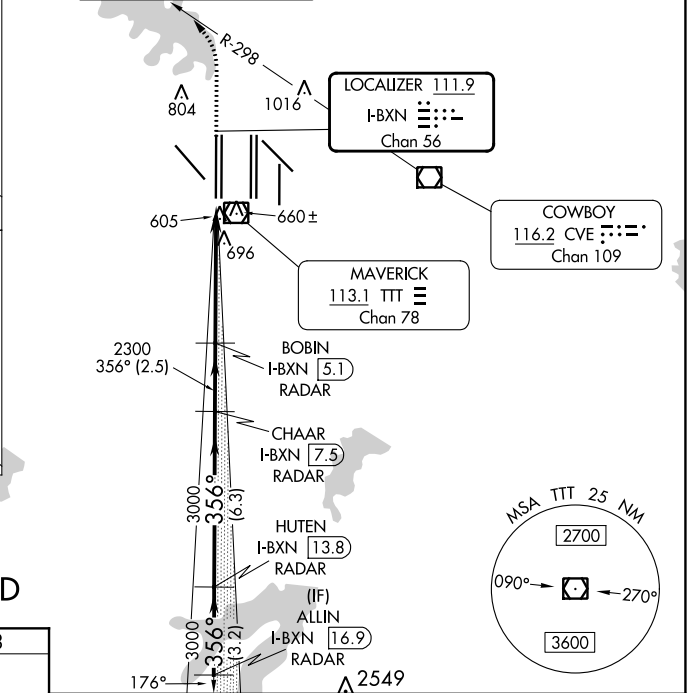 R-298
804
1016
LOCALIZER 111.9
I-BXN
Chan 56
605
660±
696
COWBOY
116.2 CVE
Chan 109
MAVERICK
113.1 TTT
Chan 78
2300
356° (2.5)
BOBIN
I-BXN 5.1
RADAR
CHAAR
I-BXN 7.5
RADAR
3000
356°
(6.3)
HUTEN
I-BXN 13.8
RADAR
(IF)
ALLIN
I-BXN 16.9
RADAR
3000
356°
(3.2)
176°
2549
MSA TTT 25 NM
2700
090°
270°
3600
D